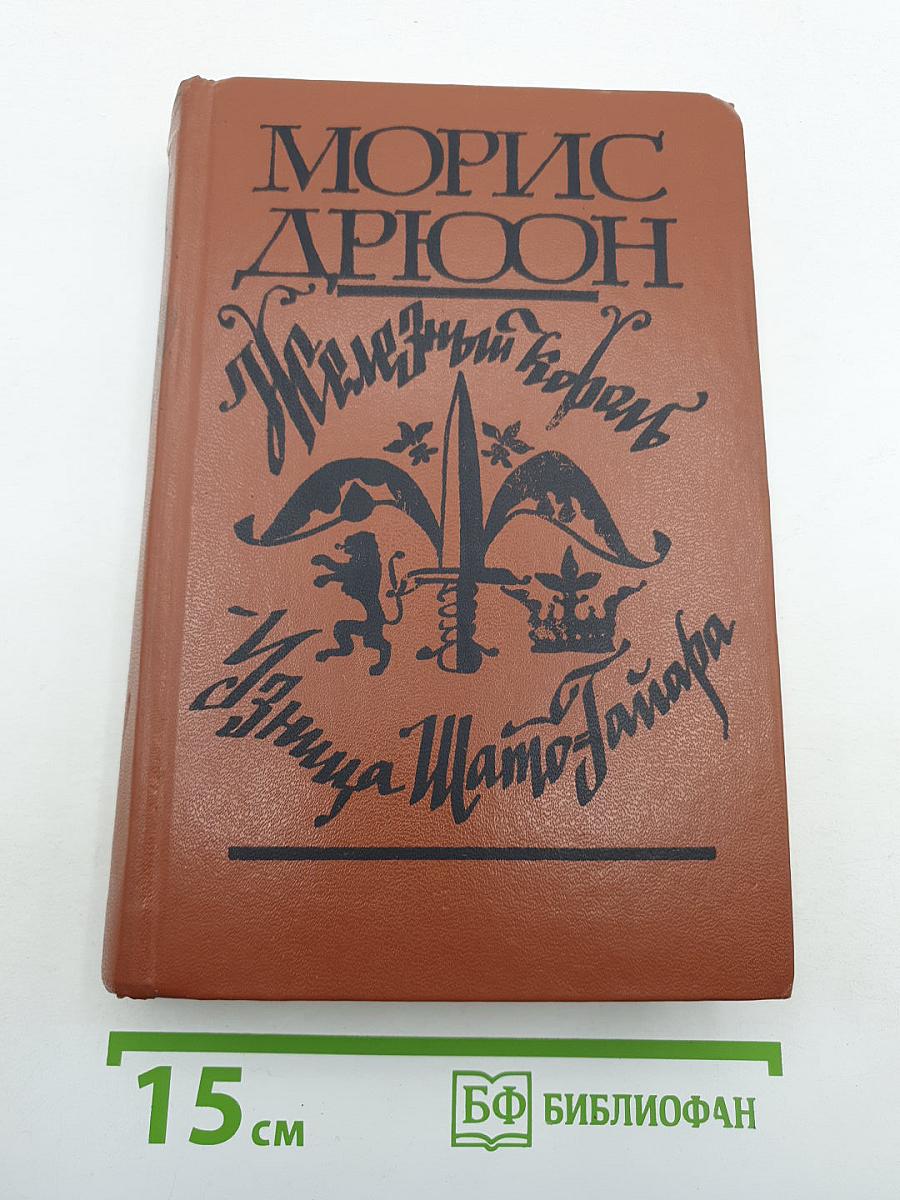 МОРИС
ДРЮОН
Железный король
Узница Шато-Гайара
15 см
БФ БИБЛИОФАН